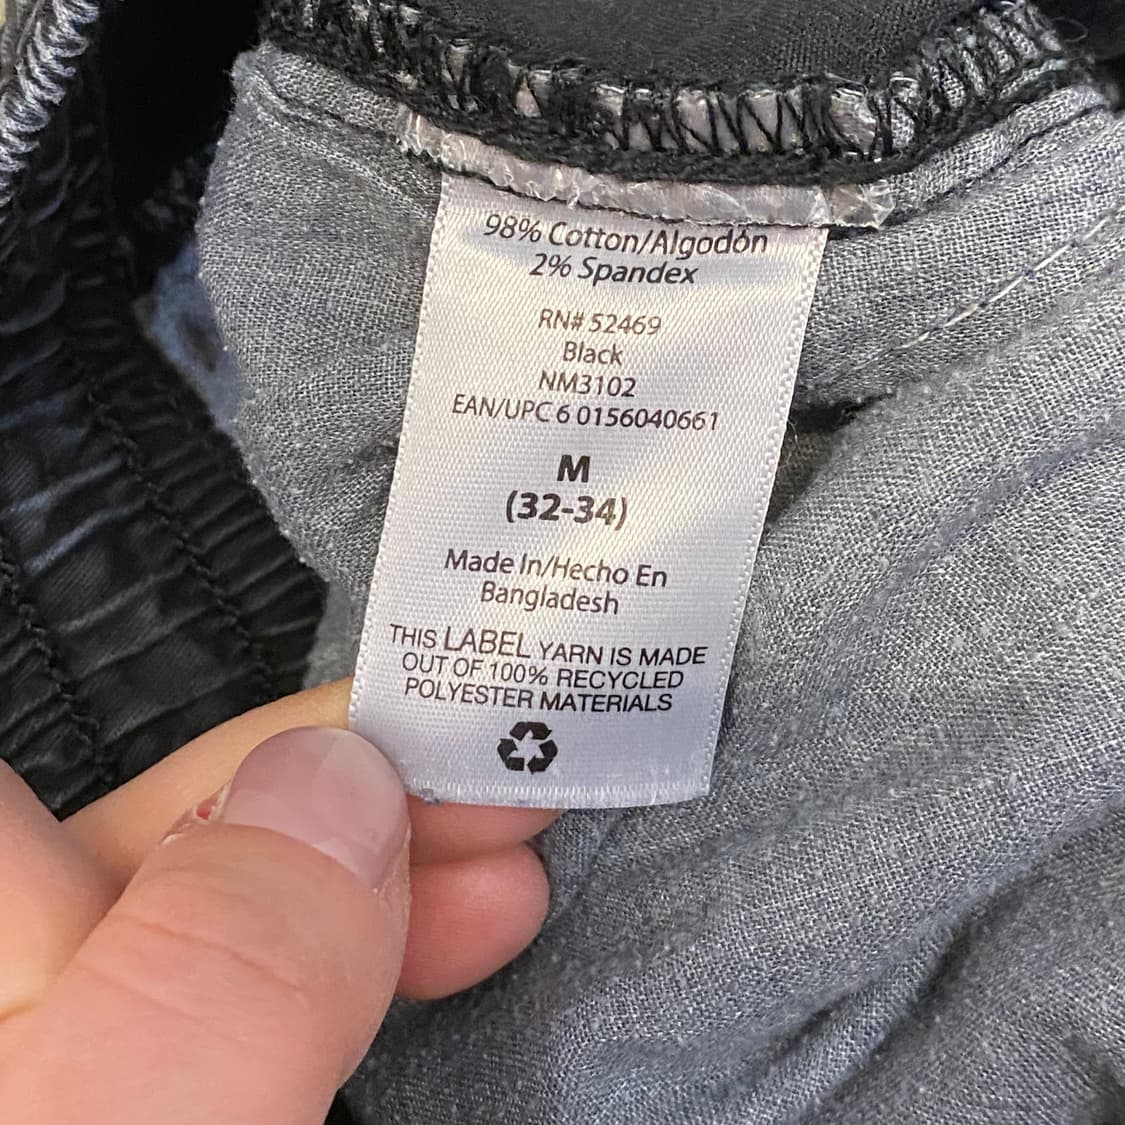 98% Cotton/Algodón
2% Spandex
RN# 52469
Black
NM3102
EAN/UPC 6 0156040661
M
(32-34)
Made In/Hecho En
Bangladesh
THIS LABEL YARN IS MADE
OUT OF 100% RECYCLED
POLYESTER MATERIALS